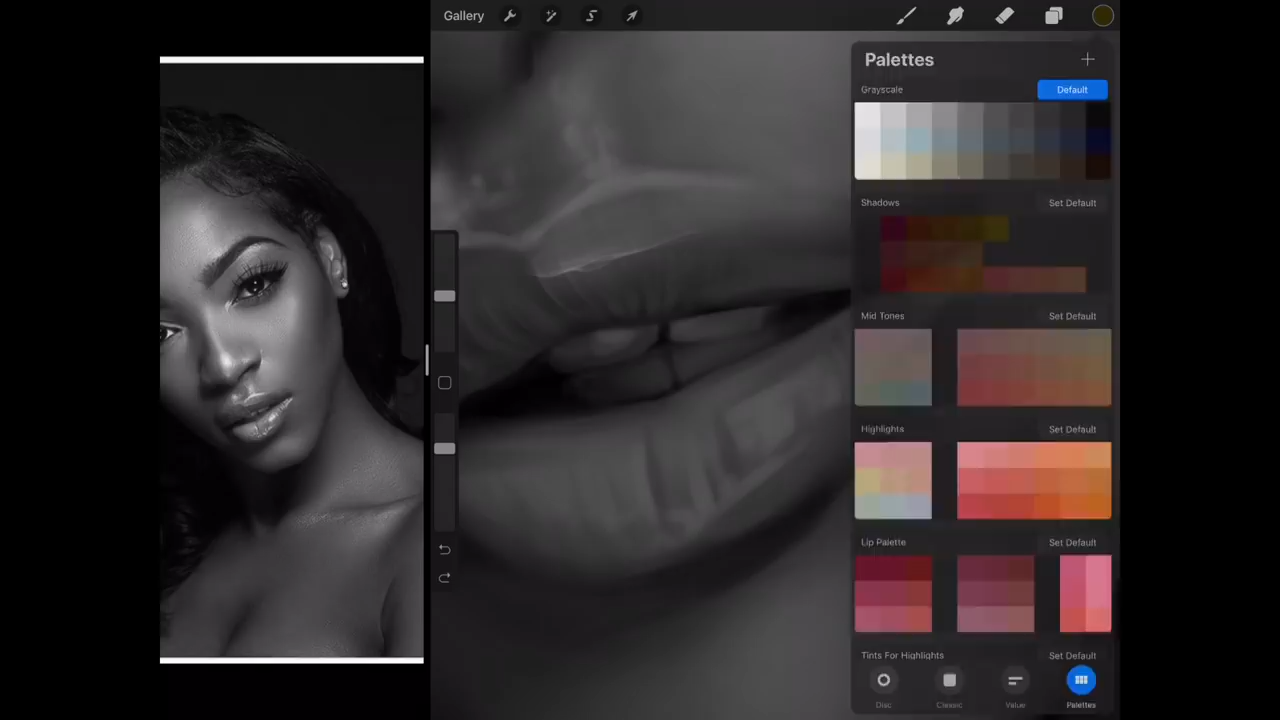 Gallery
Palettes
Grayscale
Default
Shadows
Set Default
Mid Tones
Set Default
Highlights
Set Default
Lip Palette
Set Default
Tints For Highlights
Set Default
Disc
Classic
Value
Palettes